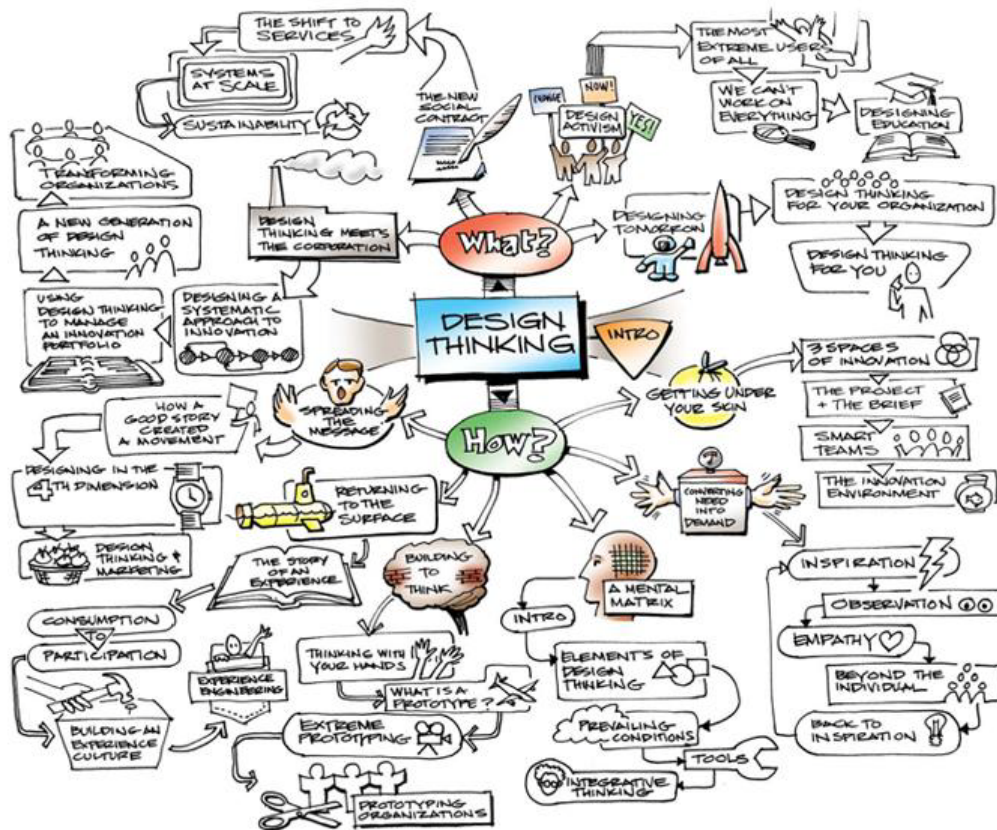 DESIGN
THINKING
INTRO
What?
THE NEW
SOCIAL
CONTRACT
THE SHIFT TO
SERVICES
SYSTEMS
AT SCALE
SUSTAINABILITY
CHANGE
NOW!
YES!
DESIGN
ACTIVISM
THE MOST
EXTREME USERS
OF ALL
WE CAN'T
WORK ON
EVERYTHING
DESIGNING
EDUCATION
DESIGNING
TOMORROW
DESIGN THINKING
FOR YOUR ORGANIZATION
DESIGN THINKING
FOR YOU
DESIGN
THINKING MEETS
THE CORPORATION
DESIGNING A
SYSTEMATIC
APPROACH TO
INNOVATION
USING
DESIGN THINKING
TO MANAGE
AN INNOVATION
PORTFOLIO
A NEW GENERATION
OF DESIGN
THINKING
TRANSFORMING
ORGANIZATIONS
How?
GETTING UNDER
YOUR SKIN
3 SPACES
OF INNOVATION
THE PROJECT
+ THE BRIEF
SMART
TEAMS
THE INNOVATION
ENVIRONMENT
CONVERTING
NEED INTO
DEMAND
INSPIRATION
OBSERVATION
EMPATHY
BEYOND THE
INDIVIDUAL
BACK TO
INSPIRATION
A MENTAL
MATRIX
INTRO
ELEMENTS OF
DESIGN
THINKING
PREVAILING
CONDITIONS
TOOLS
INTEGRATIVE
THINKING
BUILDING
TO
THINK
THINKING WITH
YOUR HANDS
WHAT IS A
PROTOTYPE?
EXTREME
PROTOTYPING
PROTOTYPING
ORGANIZATIONS
RETURNING
TO THE
SURFACE
THE STORY
OF AN
EXPERIENCE
CONSUMPTION
TO
PARTICIPATION
BUILDING AN
EXPERIENCE
CULTURE
EXPERIENCE
ENGINEERING
SPREADING
THE
MESSAGE
HOW A
GOOD STORY
CREATED
A MOVEMENT
DESIGNING IN THE
4TH DIMENSION
DESIGN
THINKING +
MARKETING